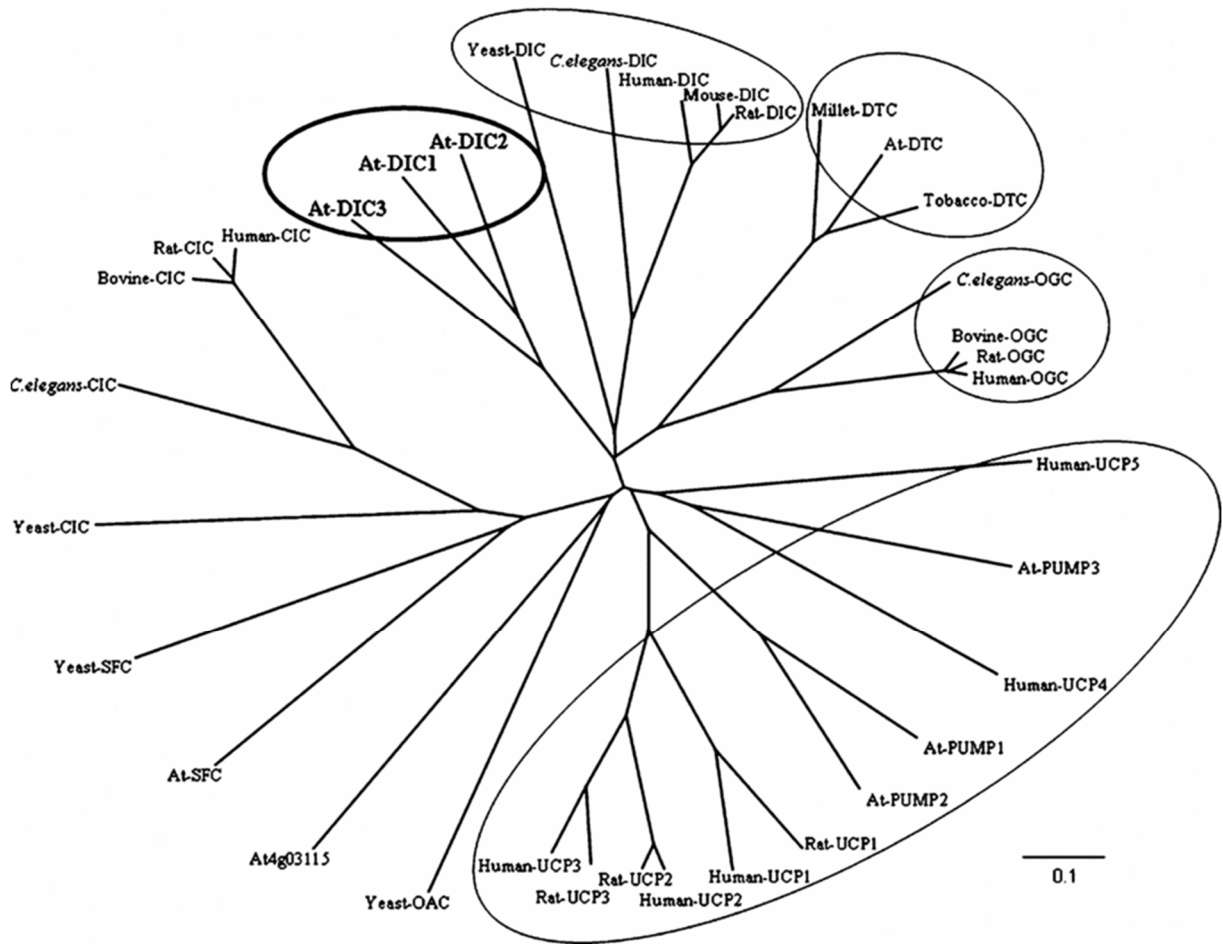 Yeast-DIC
C.elegans-DIC
Human-DIC
Mouse-DIC
Rat-DIC
Millet-DTC
At-DTC
Tobacco-DTC
At-DIC2
At-DIC1
At-DIC3
Human-CIC
Rat-CIC
Bovine-CIC
C.elegans-OGC
Bovine-OGC
Rat-OGC
Human-OGC
C.elegans-CIC
Human-UCP5
Yeast-CIC
At-PUMP3
Yeast-SFC
Human-UCP4
At-PUMP1
At-SFC
At-PUMP2
Rat-UCP1
At4g03115
Human-UCP3
Rat-UCP2
Human-UCP1
Rat-UCP3
Human-UCP2
Yeast-OAC
0.1